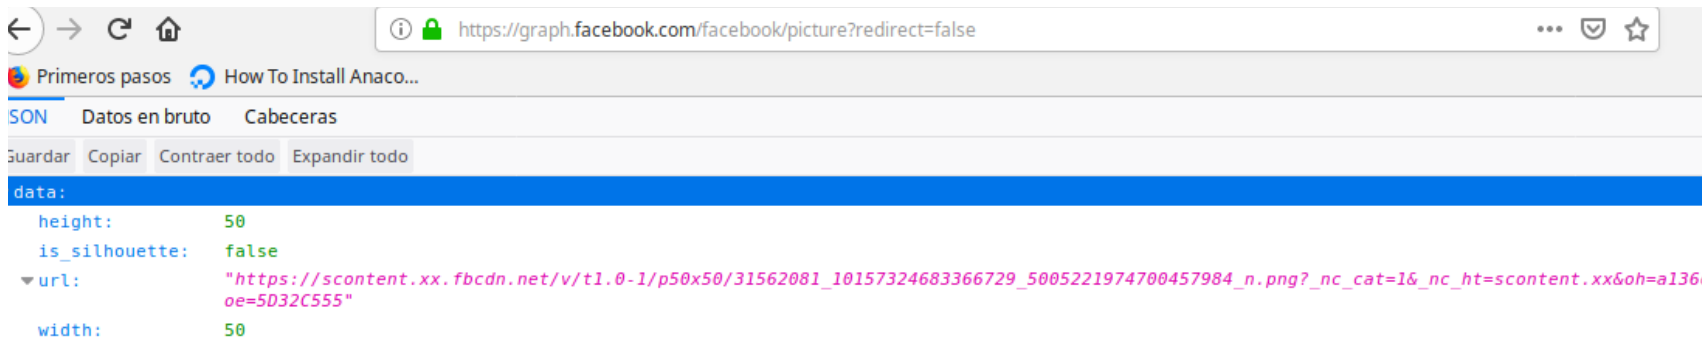 https://graph.facebook.com/facebook/picture?redirect=false
Primeros pasos How To Install Anaco...
JSON Datos en bruto Cabeceras
Guardar Copiar Contraer todo Expandir todo
data:
height: 50
is_silhouette: false
url: "https://scontent.xx.fbcdn.net/v/t1.0-1/p50x50/31562081_10157324683366729_5005221974700457984_n.png?_nc_cat=1&_nc_ht=scontent.xx&oh=a136
oe=5D32C555"
width: 50